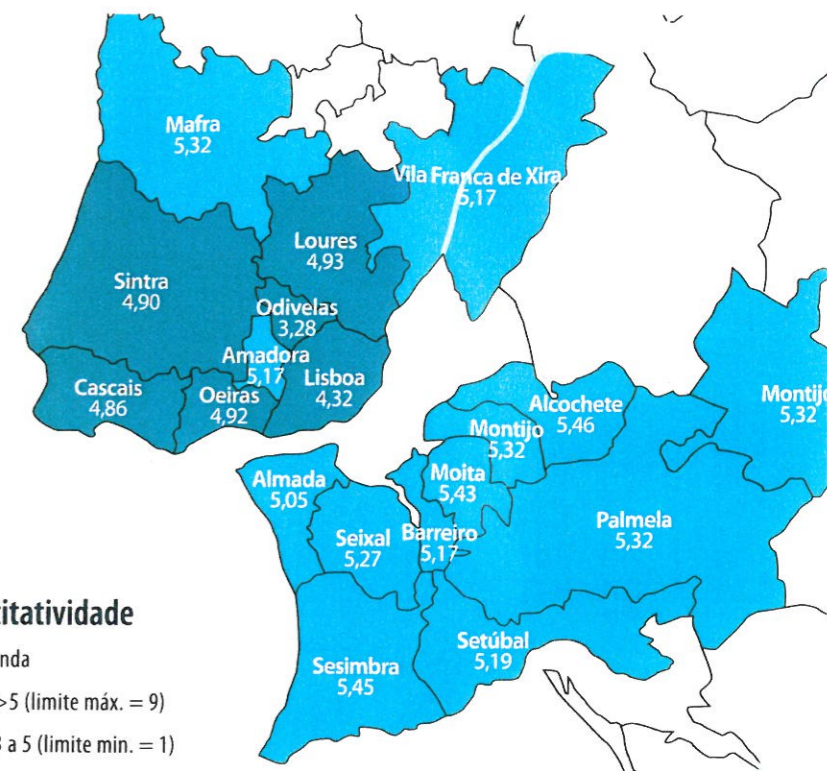 Mafra
5,32
Vila Franca de Xira
5,17
Loures
4,93
Sintra
4,90
Odivelas
3,28
Amadora
5,17
Lisboa
4,32
Cascais
4,86
Oeiras
4,92
Alcochete
5,46
Montijo
5,32
Montijo
5,32
Moita
5,43
Almada
5,05
Seixal
5,27
Barreiro
5,17
Palmela
5,32
Setúbal
5,19
Sesimbra
5,45
titatividade
nda
>5 (limite máx. = 9)
a 5 (limite min. = 1)